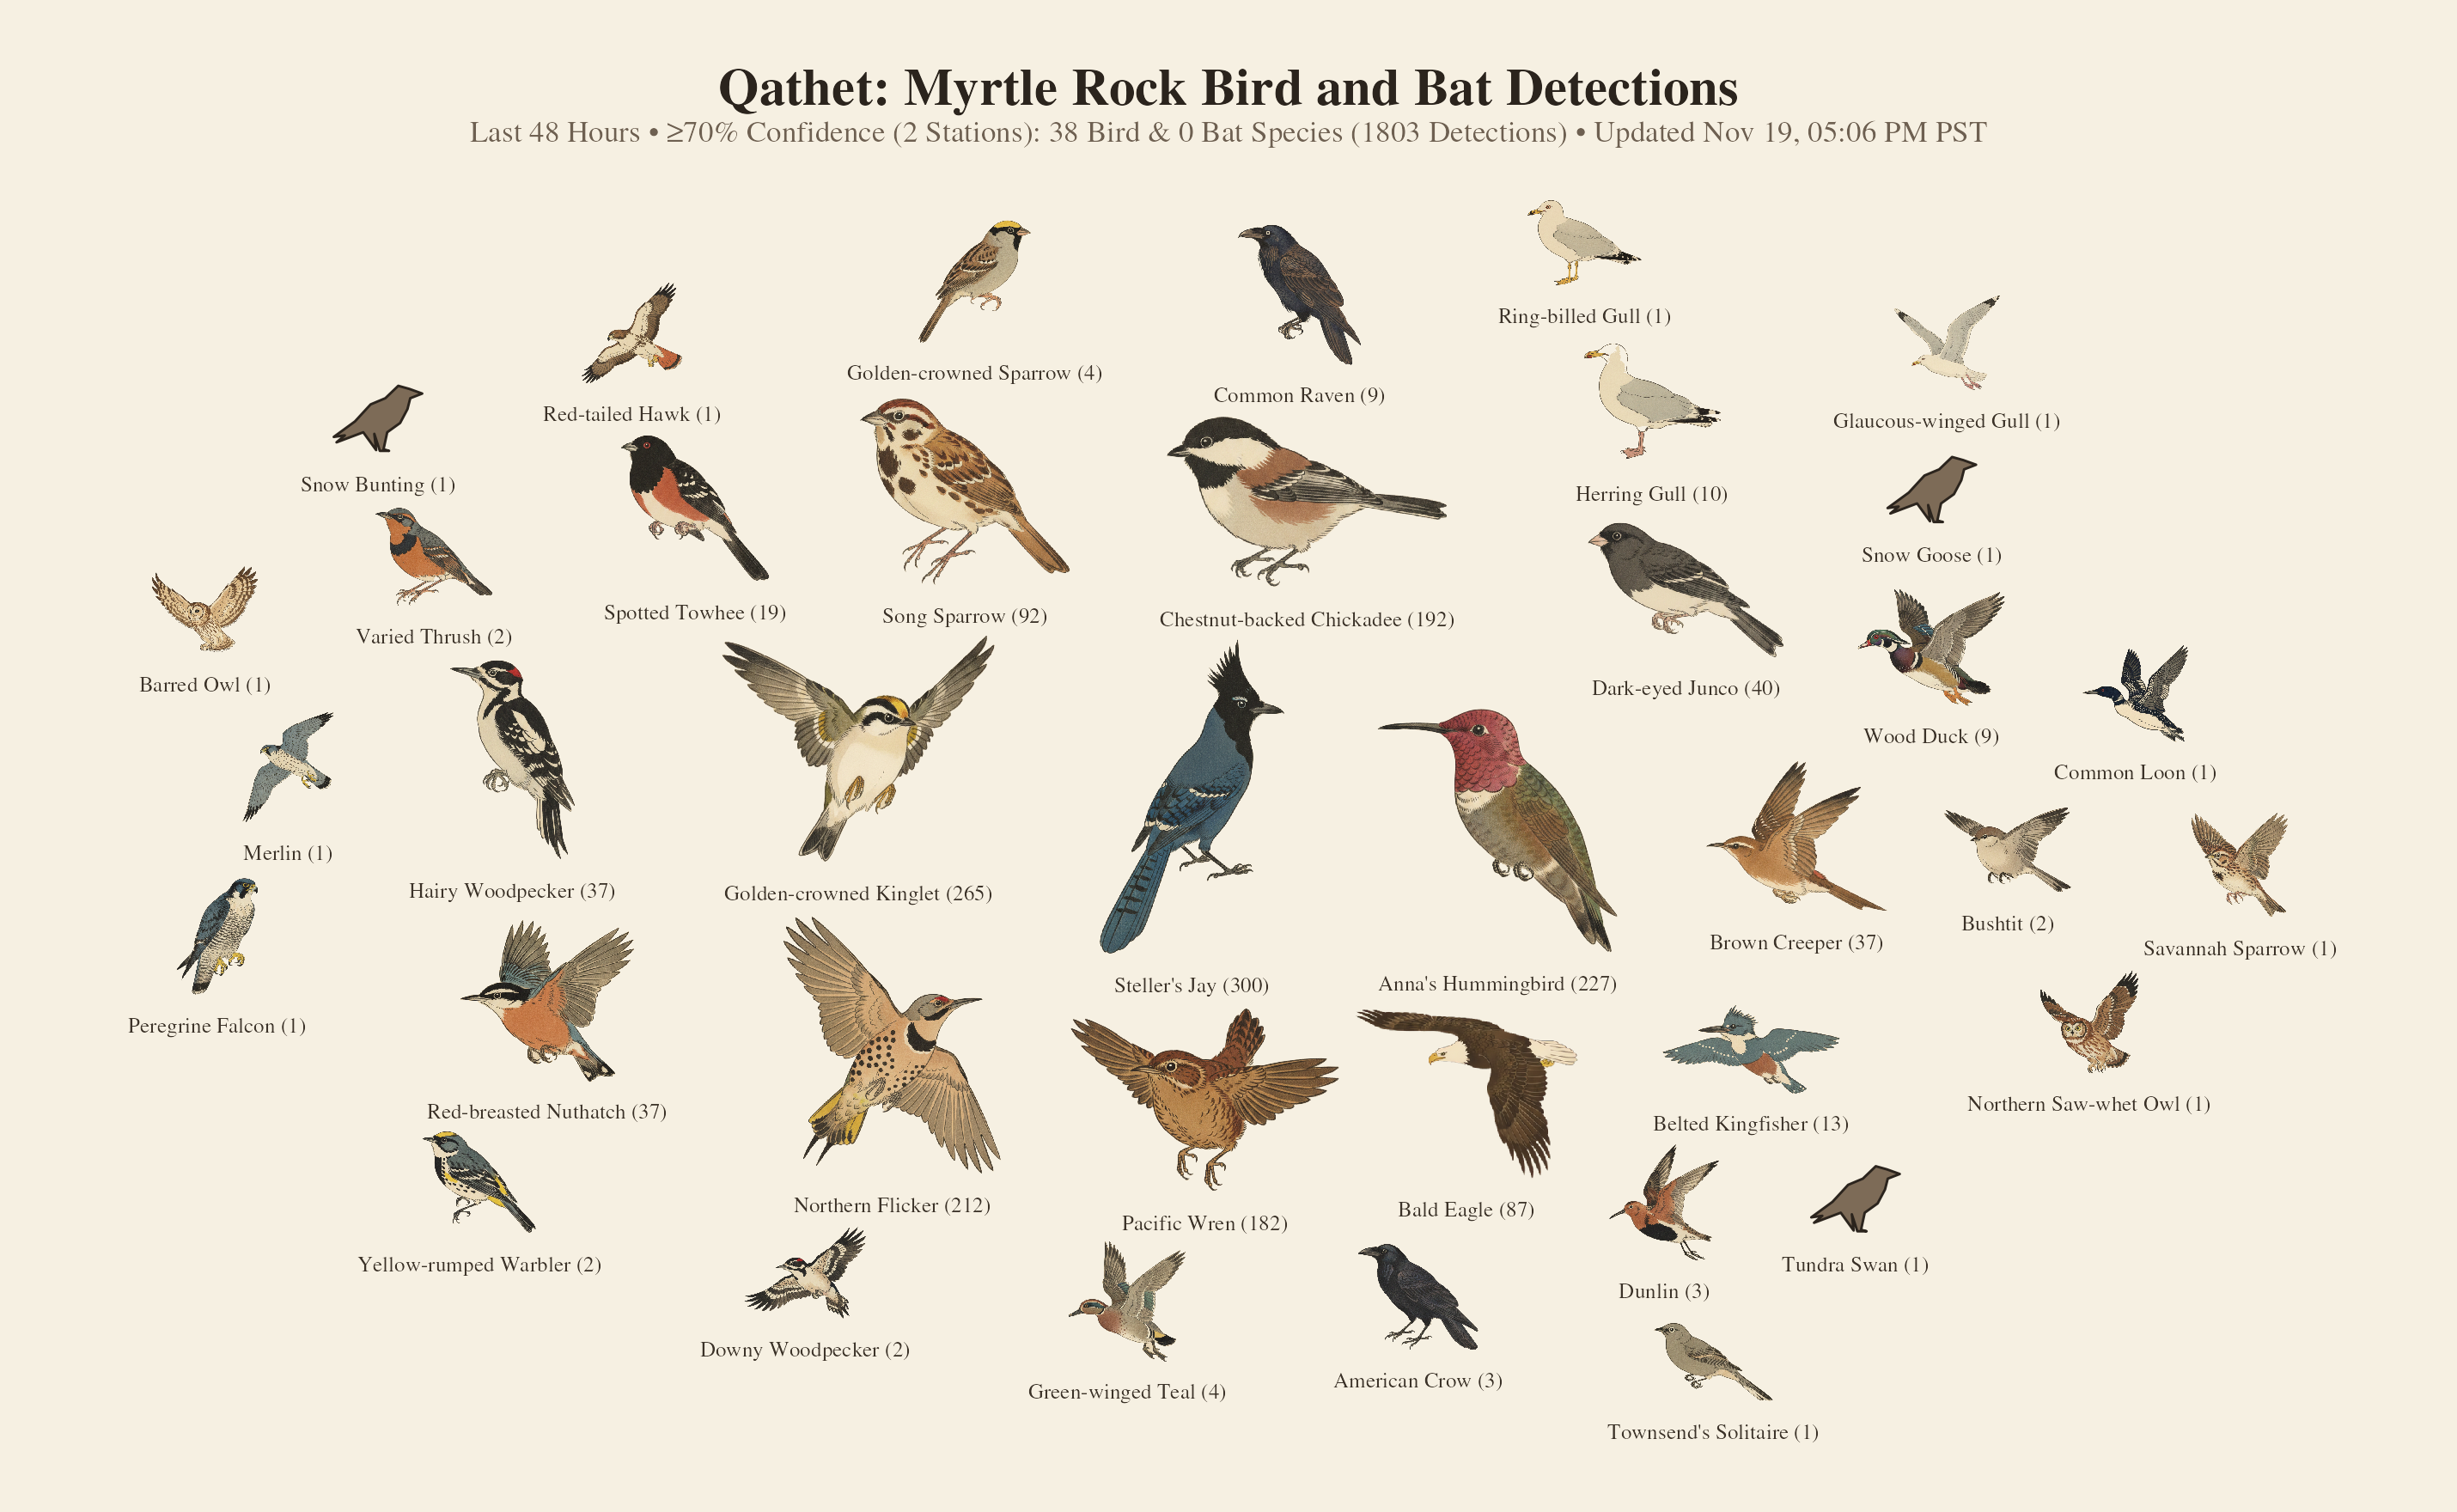 Qathet: Myrtle Rock Bird and Bat Detections
Last 48 Hours • ≥70% Confidence (2 Stations): 38 Bird & 0 Bat Species (1803 Detections) • Updated Nov 19, 05:06 PM PST
Ring-billed Gull (1)
Golden-crowned Sparrow (4)
Common Raven (9)
Red-tailed Hawk (1)
Glaucous-winged Gull (1)
Snow Bunting (1)
Herring Gull (10)
Snow Goose (1)
Spotted Towhee (19)
Song Sparrow (92)
Chestnut-backed Chickadee (192)
Varied Thrush (2)
Barred Owl (1)
Dark-eyed Junco (40)
Wood Duck (9)
Common Loon (1)
Merlin (1)
Hairy Woodpecker (37)
Golden-crowned Kinglet (265)
Bushtit (2)
Brown Creeper (37)
Savannah Sparrow (1)
Steller's Jay (300)
Anna's Hummingbird (227)
Peregrine Falcon (1)
Northern Saw-whet Owl (1)
Red-breasted Nuthatch (37)
Belted Kingfisher (13)
Northern Flicker (212)
Bald Eagle (87)
Pacific Wren (182)
Yellow-rumped Warbler (2)
Tundra Swan (1)
Dunlin (3)
Downy Woodpecker (2)
American Crow (3)
Green-winged Teal (4)
Townsend's Solitaire (1)